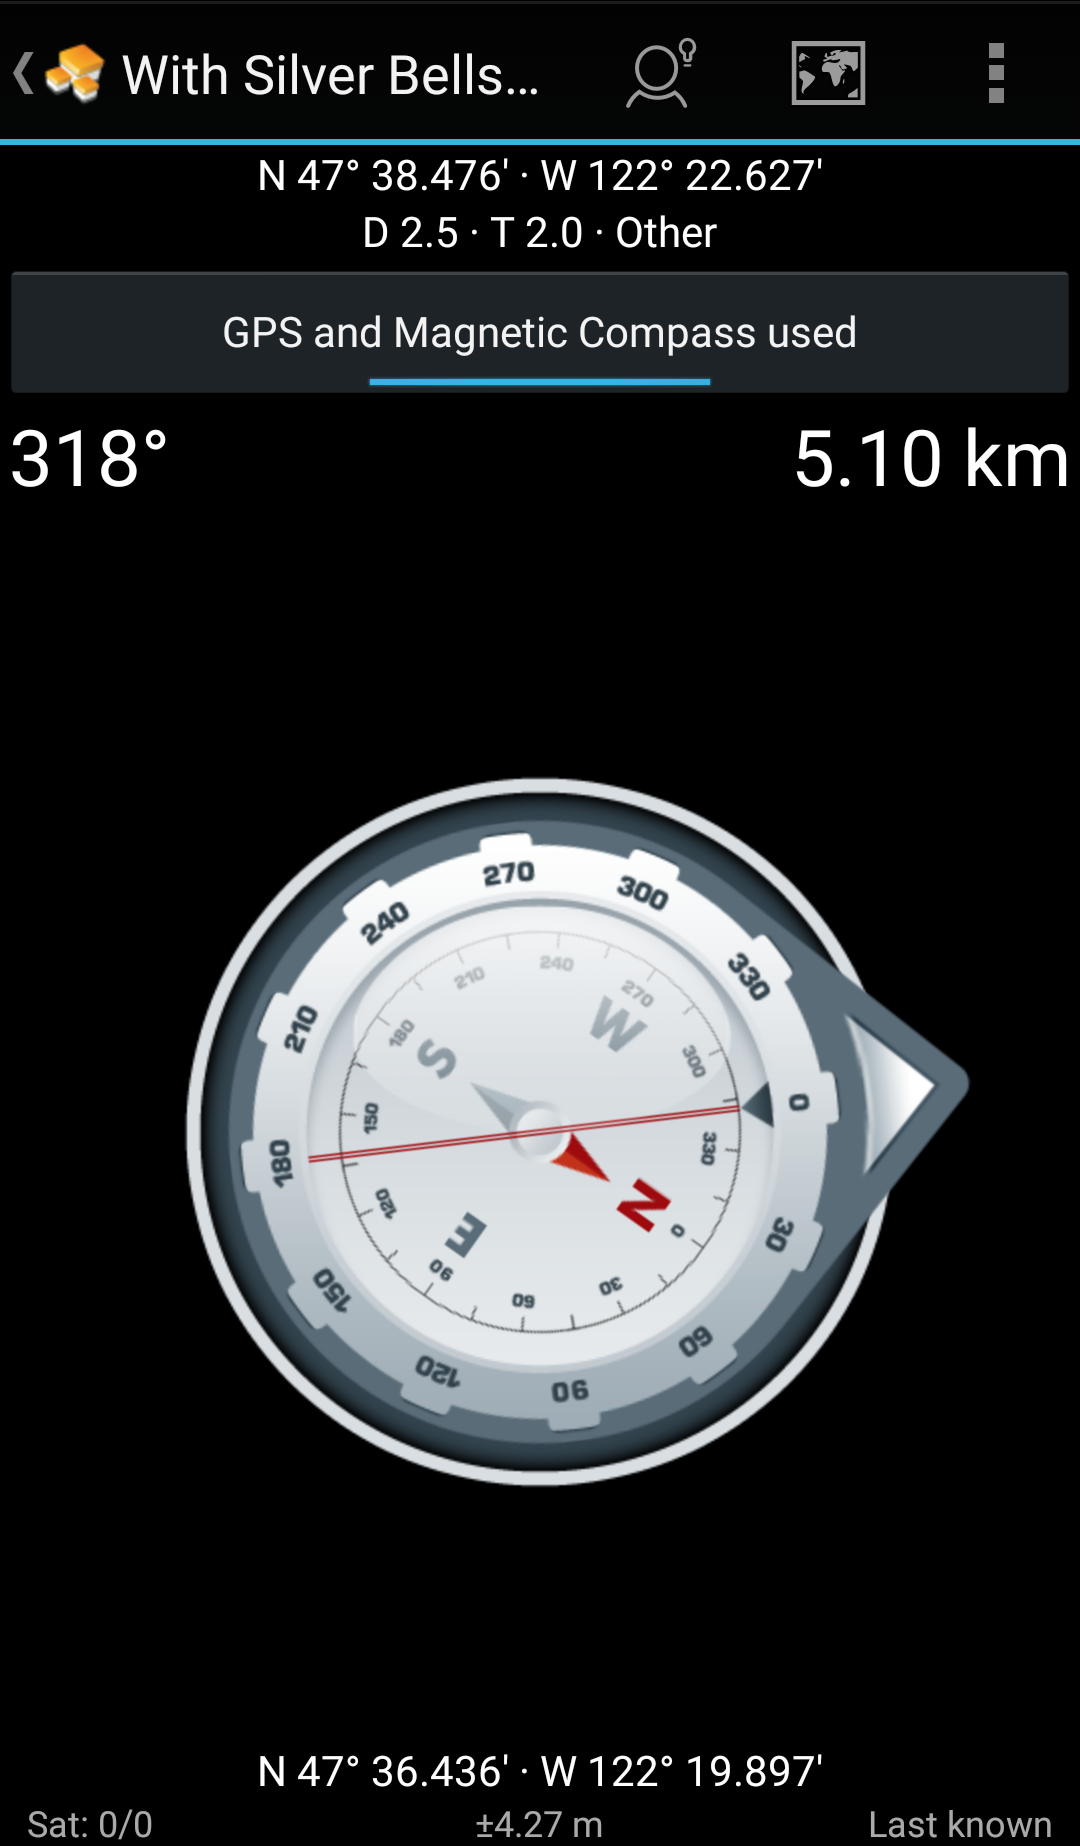 With Silver Bells...
N 47° 38.476' · W 122° 22.627'
D 2.5 · T 2.0 · Other
GPS and Magnetic Compass used
318°
5.10 km
270
300
330
0
30
60
90
120
150
180
210
240
240
270
300
330
0
30
60
90
120
150
180
210
S
W
N
E
N 47° 36.436' · W 122° 19.897'
Sat: 0/0
±4.27 m
Last known